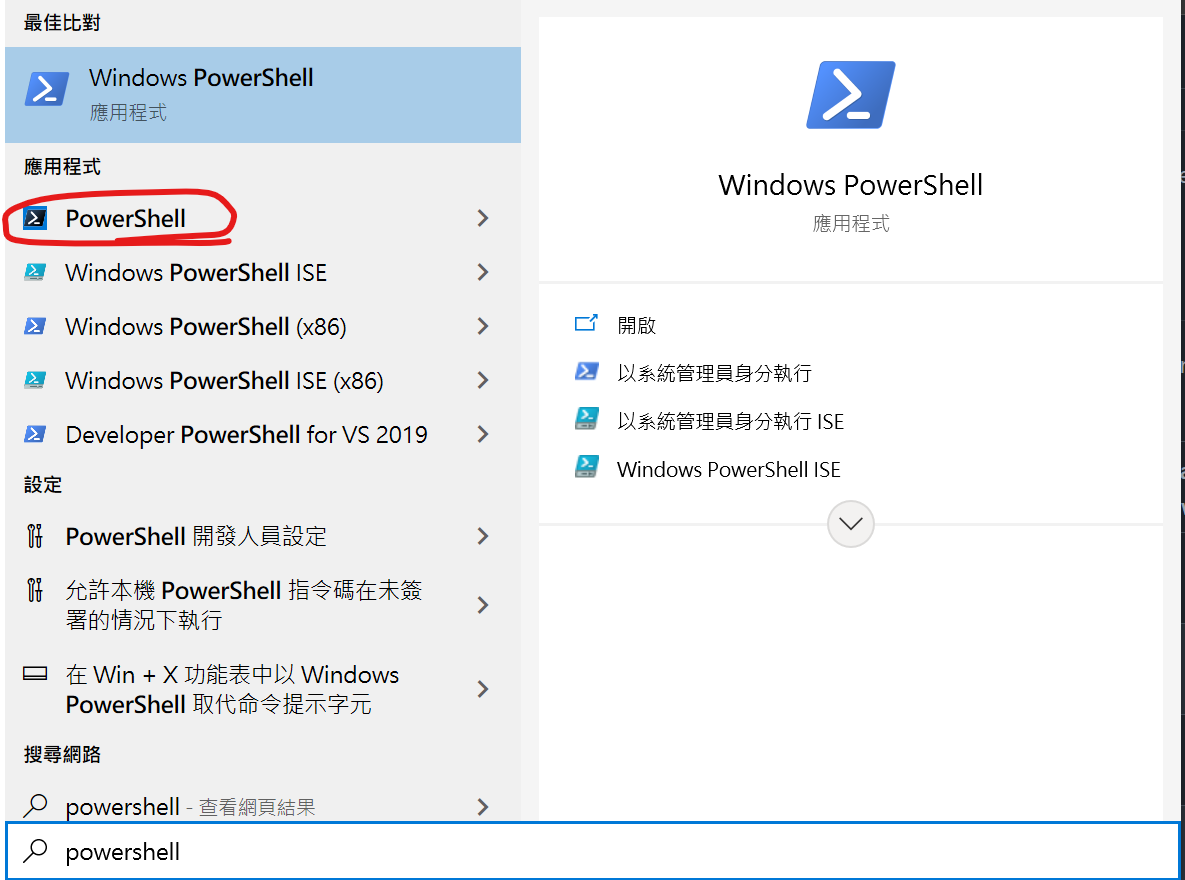 最佳比對
Windows PowerShell
應用程式
應用程式
PowerShell
Windows PowerShell ISE
Windows PowerShell (x86)
Windows PowerShell ISE (x86)
Developer PowerShell for VS 2019
設定
PowerShell 開發人員設定
允許本機 PowerShell 指令碼在未簽
署的情況下執行
在 Win + X 功能表中以 Windows
PowerShell 取代命令提示字元
搜尋網路
powershell - 查看網頁結果
powershell
Windows PowerShell
應用程式
開啟
以系統管理員身分執行
以系統管理員身分執行 ISE
Windows PowerShell ISE